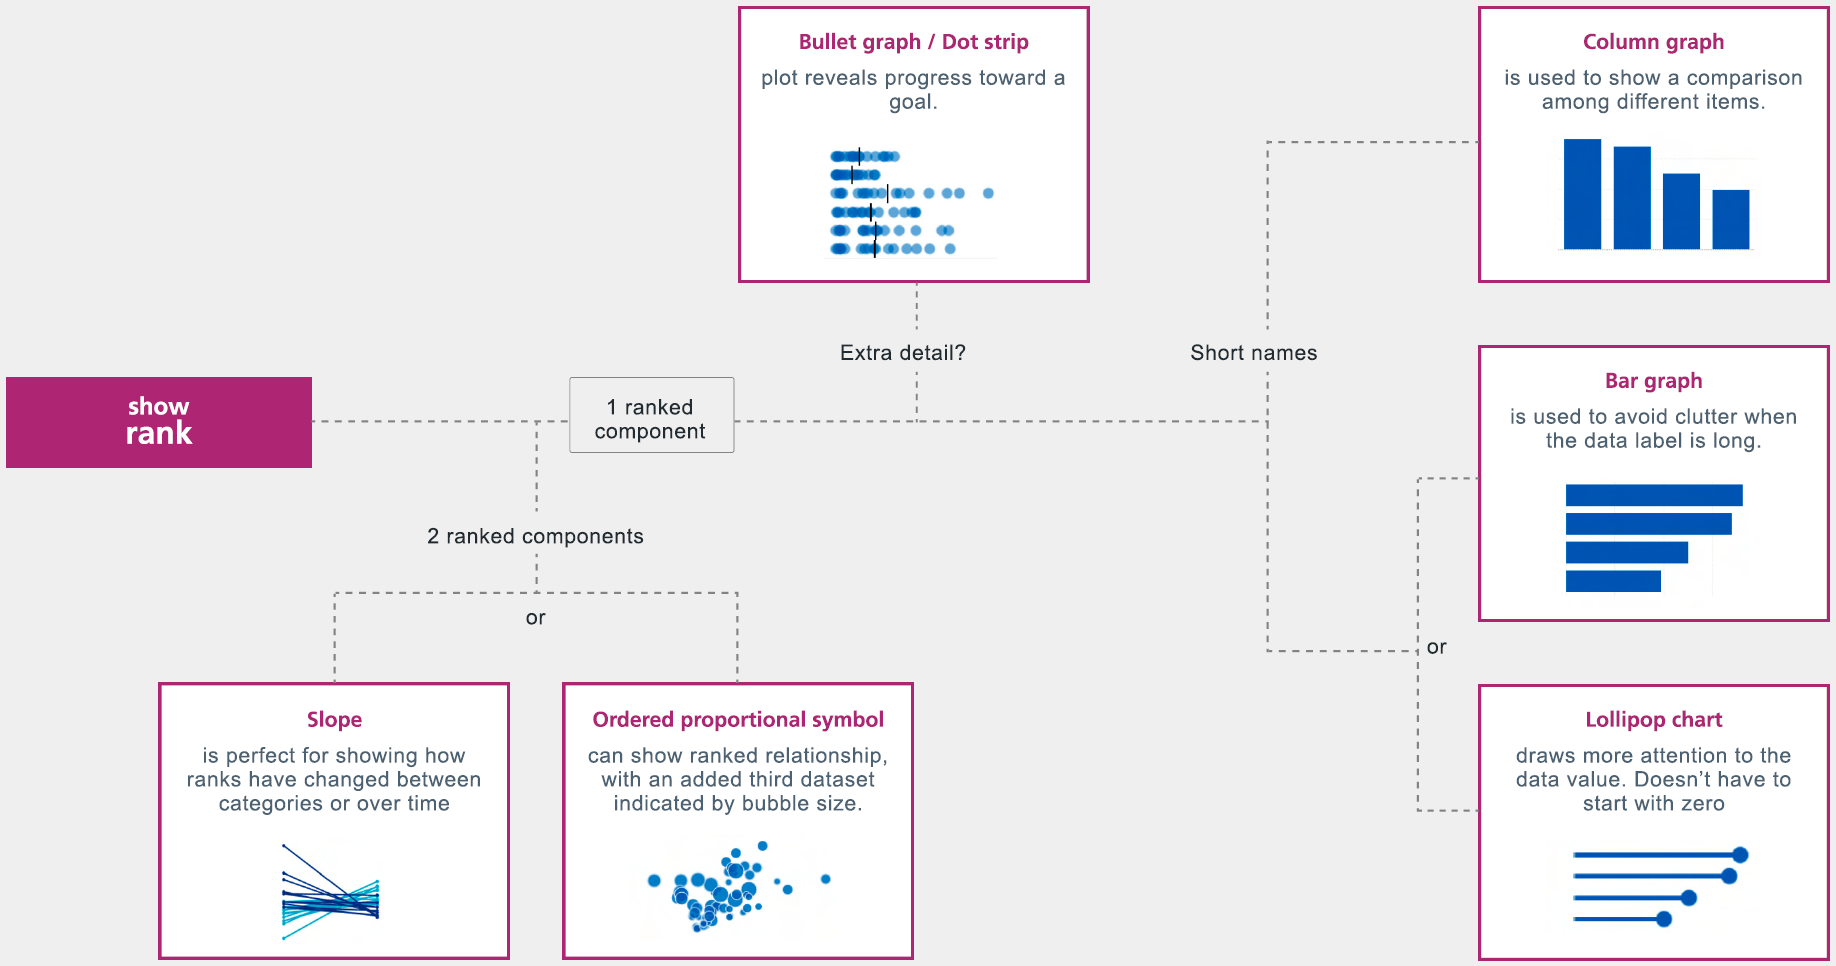 Bullet graph / Dot strip
plot reveals progress toward a
goal.
Column graph
is used to show a comparison
among different items.
Extra detail?
Short names
show
rank
1 ranked
component
Bar graph
is used to avoid clutter when
the data label is long.
2 ranked components
or
or
Slope
is perfect for showing how
ranks have changed between
categories or over time
Ordered proportional symbol
can show ranked relationship,
with an added third dataset
indicated by bubble size.
Lollipop chart
draws more attention to the
data value. Doesn’t have to
start with zero